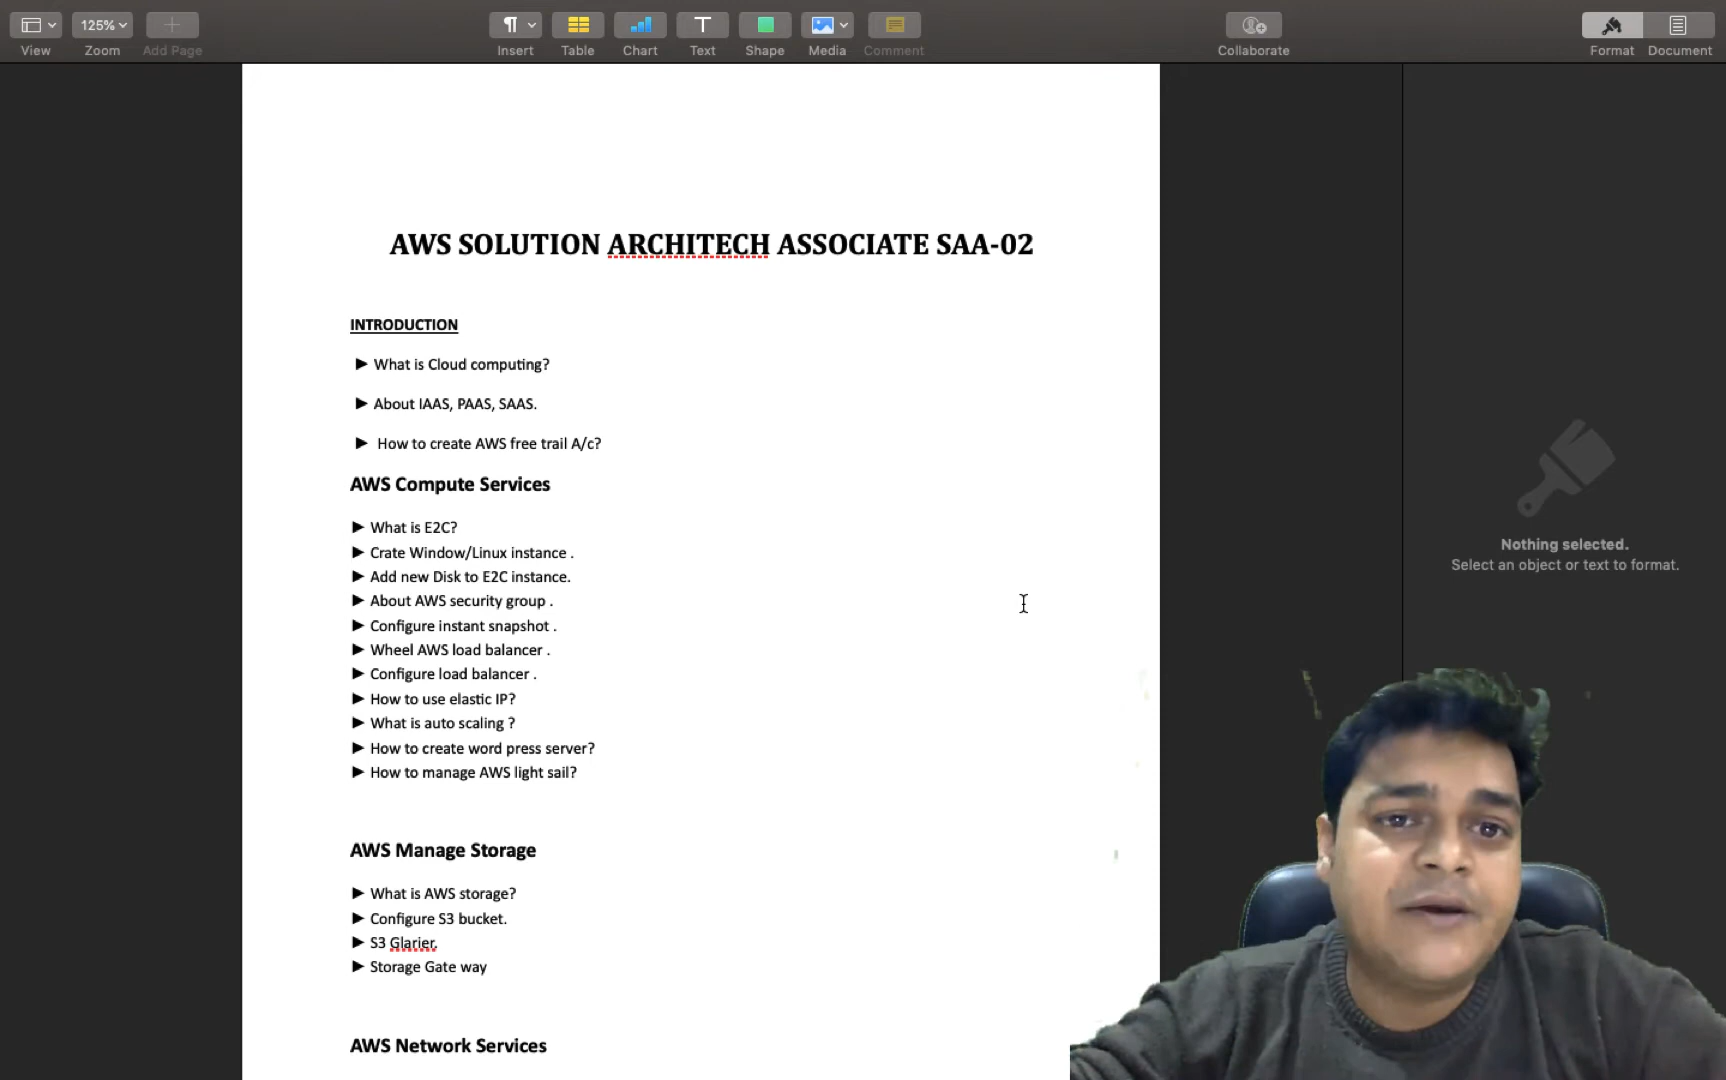 125%
View
Zoom
Add Page
Insert
Table
Chart
Text
Shape
Media
Comment
Collaborate
Format
Document
AWS SOLUTION ARCHITECH ASSOCIATE SAA-02
INTRODUCTION
► What is Cloud computing?
► About IAAS, PAAS, SAAS.
► How to create AWS free trail A/c?
AWS Compute Services
► What is E2C?
► Crate Window/Linux instance .
► Add new Disk to E2C instance.
► About AWS security group .
► Configure instant snapshot .
► Wheel AWS load balancer .
► Configure load balancer .
► How to use elastic IP?
► What is auto scaling ?
► How to create word press server?
► How to manage AWS light sail?
AWS Manage Storage
► What is AWS storage?
► Configure S3 bucket.
► S3 Glarier.
► Storage Gate way
AWS Network Services
Nothing selected.
Select an object or text to format.